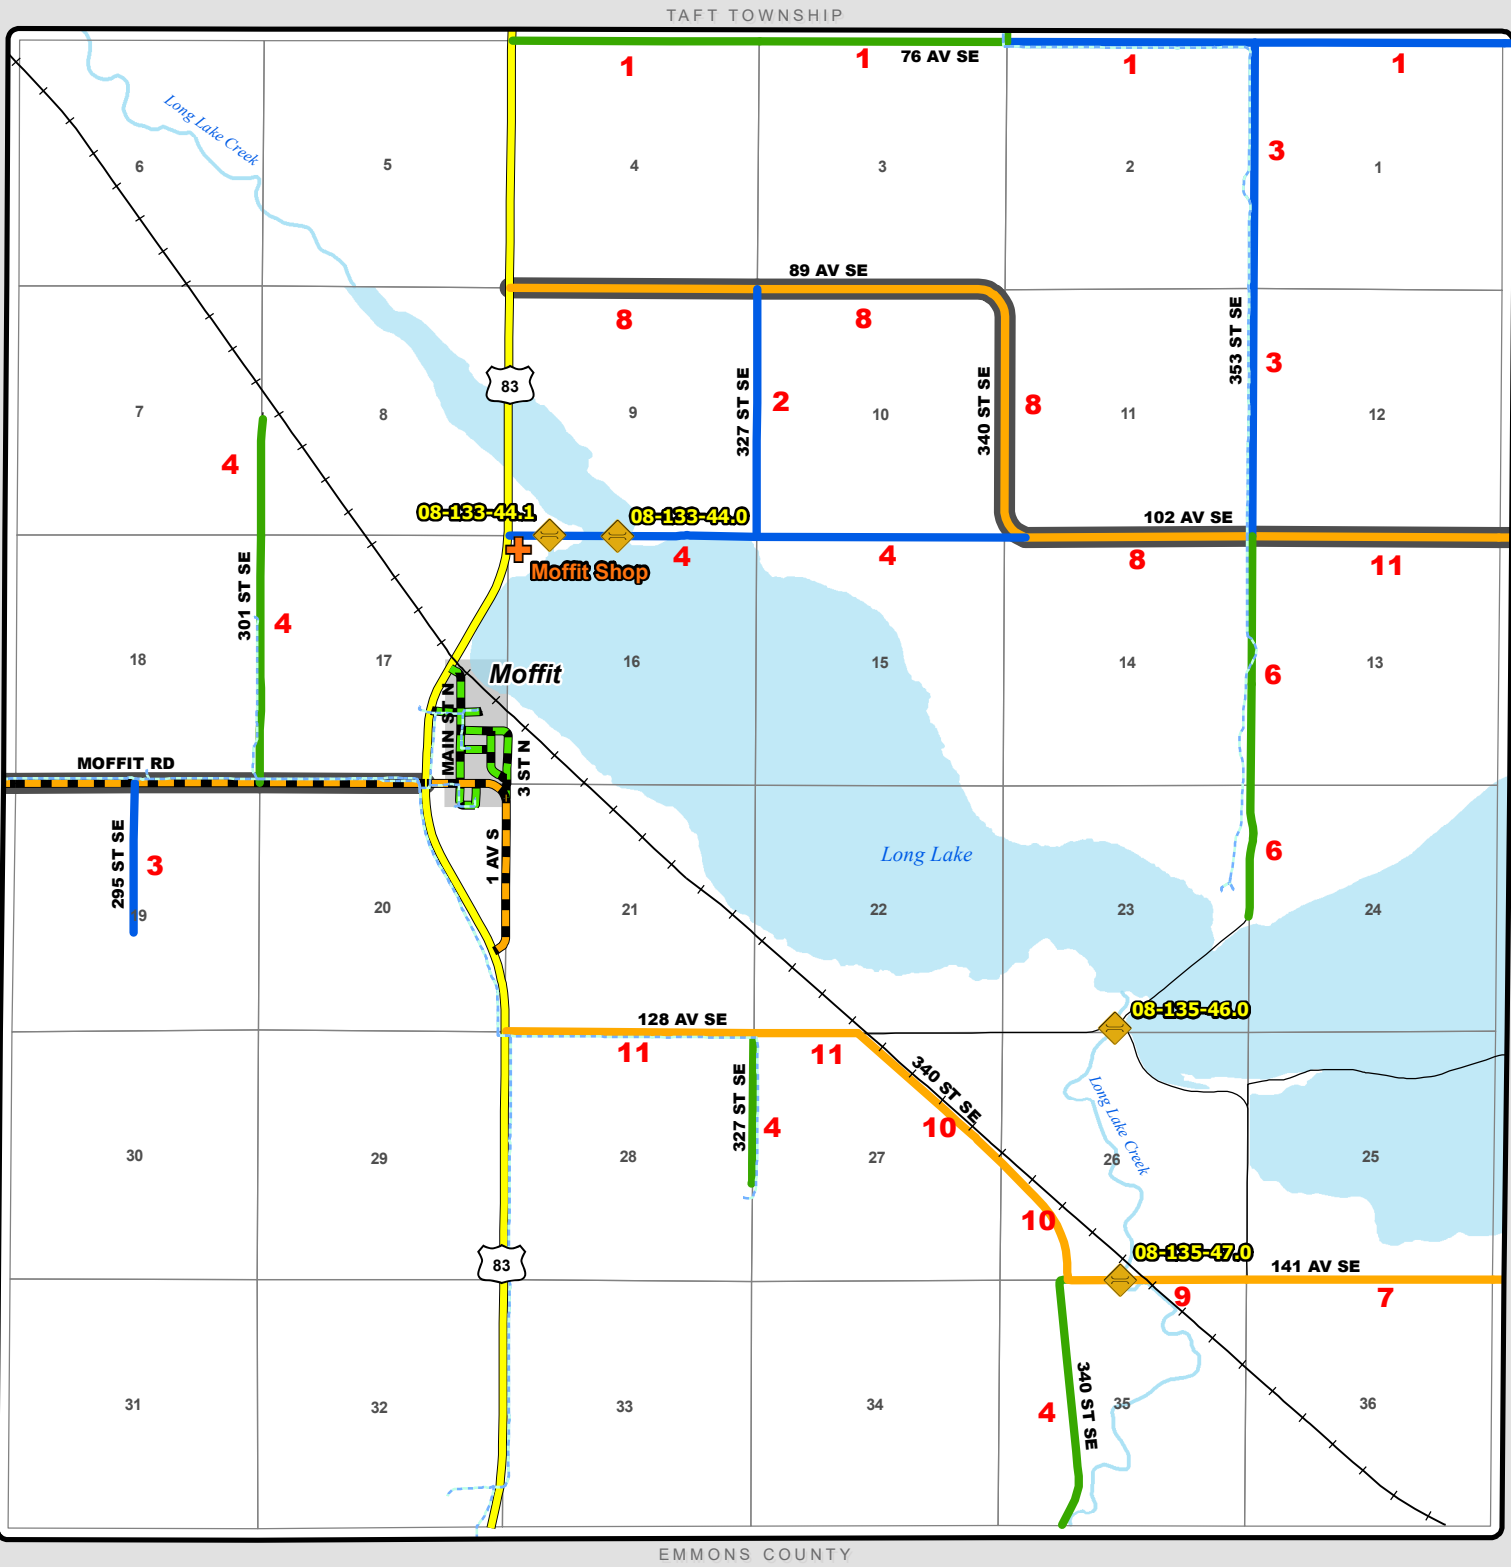 TAFT TOWNSHIP
76 AV SE
1
1
1
1
Long Lake Creek
3
6
5
4
3
2
1
89 AV SE
8
8
353 ST SE
3
83
327 ST SE
2
340 ST SE
8
7
8
9
10
11
12
4
08-133-44.1
08-133-44.0
102 AV SE
4
4
8
11
Moffit Shop
301 ST SE
4
18
17
16
15
14
13
Moffit
6
MAIN ST N
3 ST N
MOFFIT RD
295 ST SE
3
1 AV S
Long Lake
6
19
20
21
22
23
24
08-135-46.0
128 AV SE
11
11
340 ST SE
10
327 ST SE
4
Long Lake Creek
30
29
28
27
26
25
10
08-135-47.0
83
141 AV SE
9
7
340 ST SE
4
31
32
33
34
35
36
EMMONS COUNTY